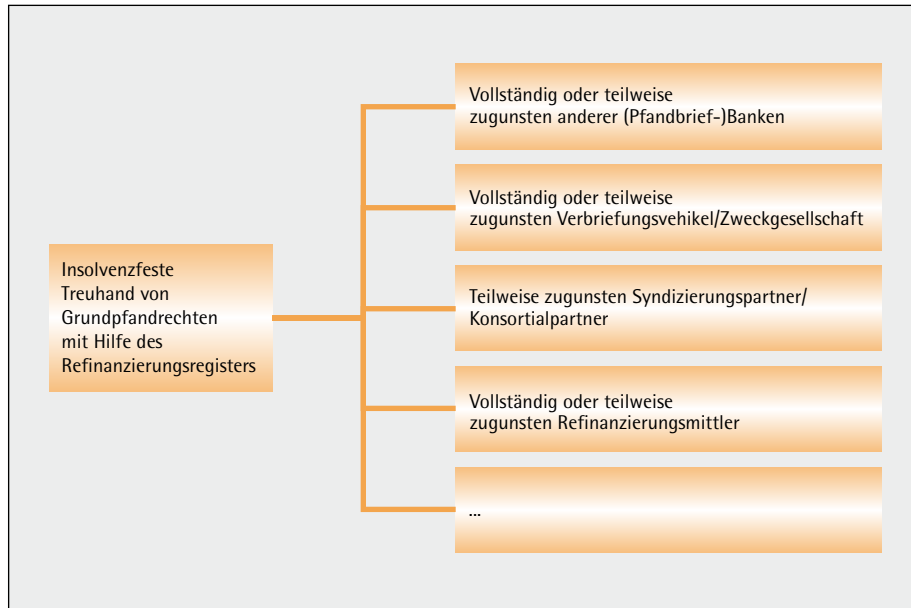 Insolvenzfeste
Treuhand von
Grundpfandrechten
mit Hilfe des
Refinanzierungsregisters
Vollständig oder teilweise
zugunsten anderer (Pfandbrief-)Banken
Vollständig oder teilweise
zugunsten Verbriefungsvehikel/Zweckgesellschaft
Teilweise zugunsten Syndizierungspartner/
Konsortialpartner
Vollständig oder teilweise
zugunsten Refinanzierungsmittler
...